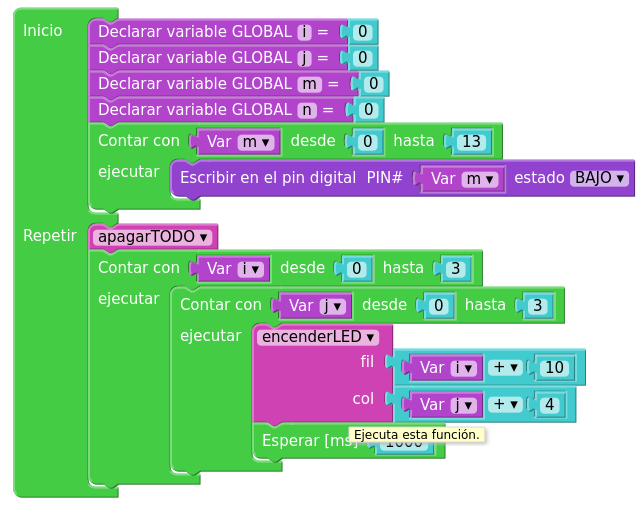 Inicio
Declarar variable GLOBAL i = 0
Declarar variable GLOBAL j = 0
Declarar variable GLOBAL m = 0
Declarar variable GLOBAL n = 0
Contar con Var m ▾ desde 0 hasta 13
ejecutar Escribir en el pin digital PIN# Var m ▾ estado BAJO ▾
Repetir apagarTODO ▾
Contar con Var i ▾ desde 0 hasta 3
ejecutar Contar con Var j ▾ desde 0 hasta 3
ejecutar encenderLED ▾
fil Var i ▾ + ▾ 10
col Var j ▾ + ▾ 4
Ejecuta esta función.
Esperar [ms] 1000